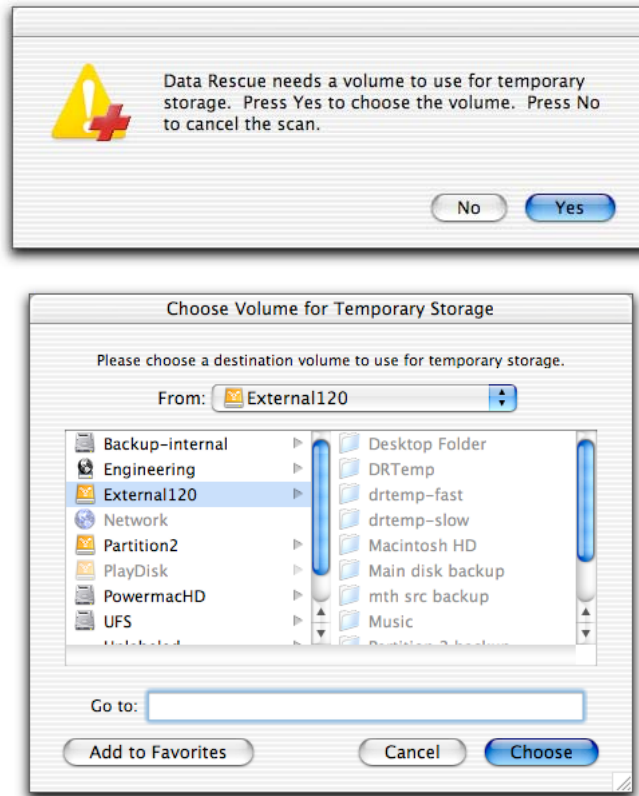 Data Rescue needs a volume to use for temporary
storage. Press Yes to choose the volume. Press No
to cancel the scan.
No
Yes
Choose Volume for Temporary Storage
Please choose a destination volume to use for temporary storage.
From: External120
Backup-internal
Engineering
External120
Network
Partition2
PlayDisk
PowermacHD
UFS
Desktop Folder
DRTemp
drtemp-fast
drtemp-slow
Macintosh HD
Main disk backup
mth src backup
Music
Go to:
Add to Favorites
Cancel
Choose